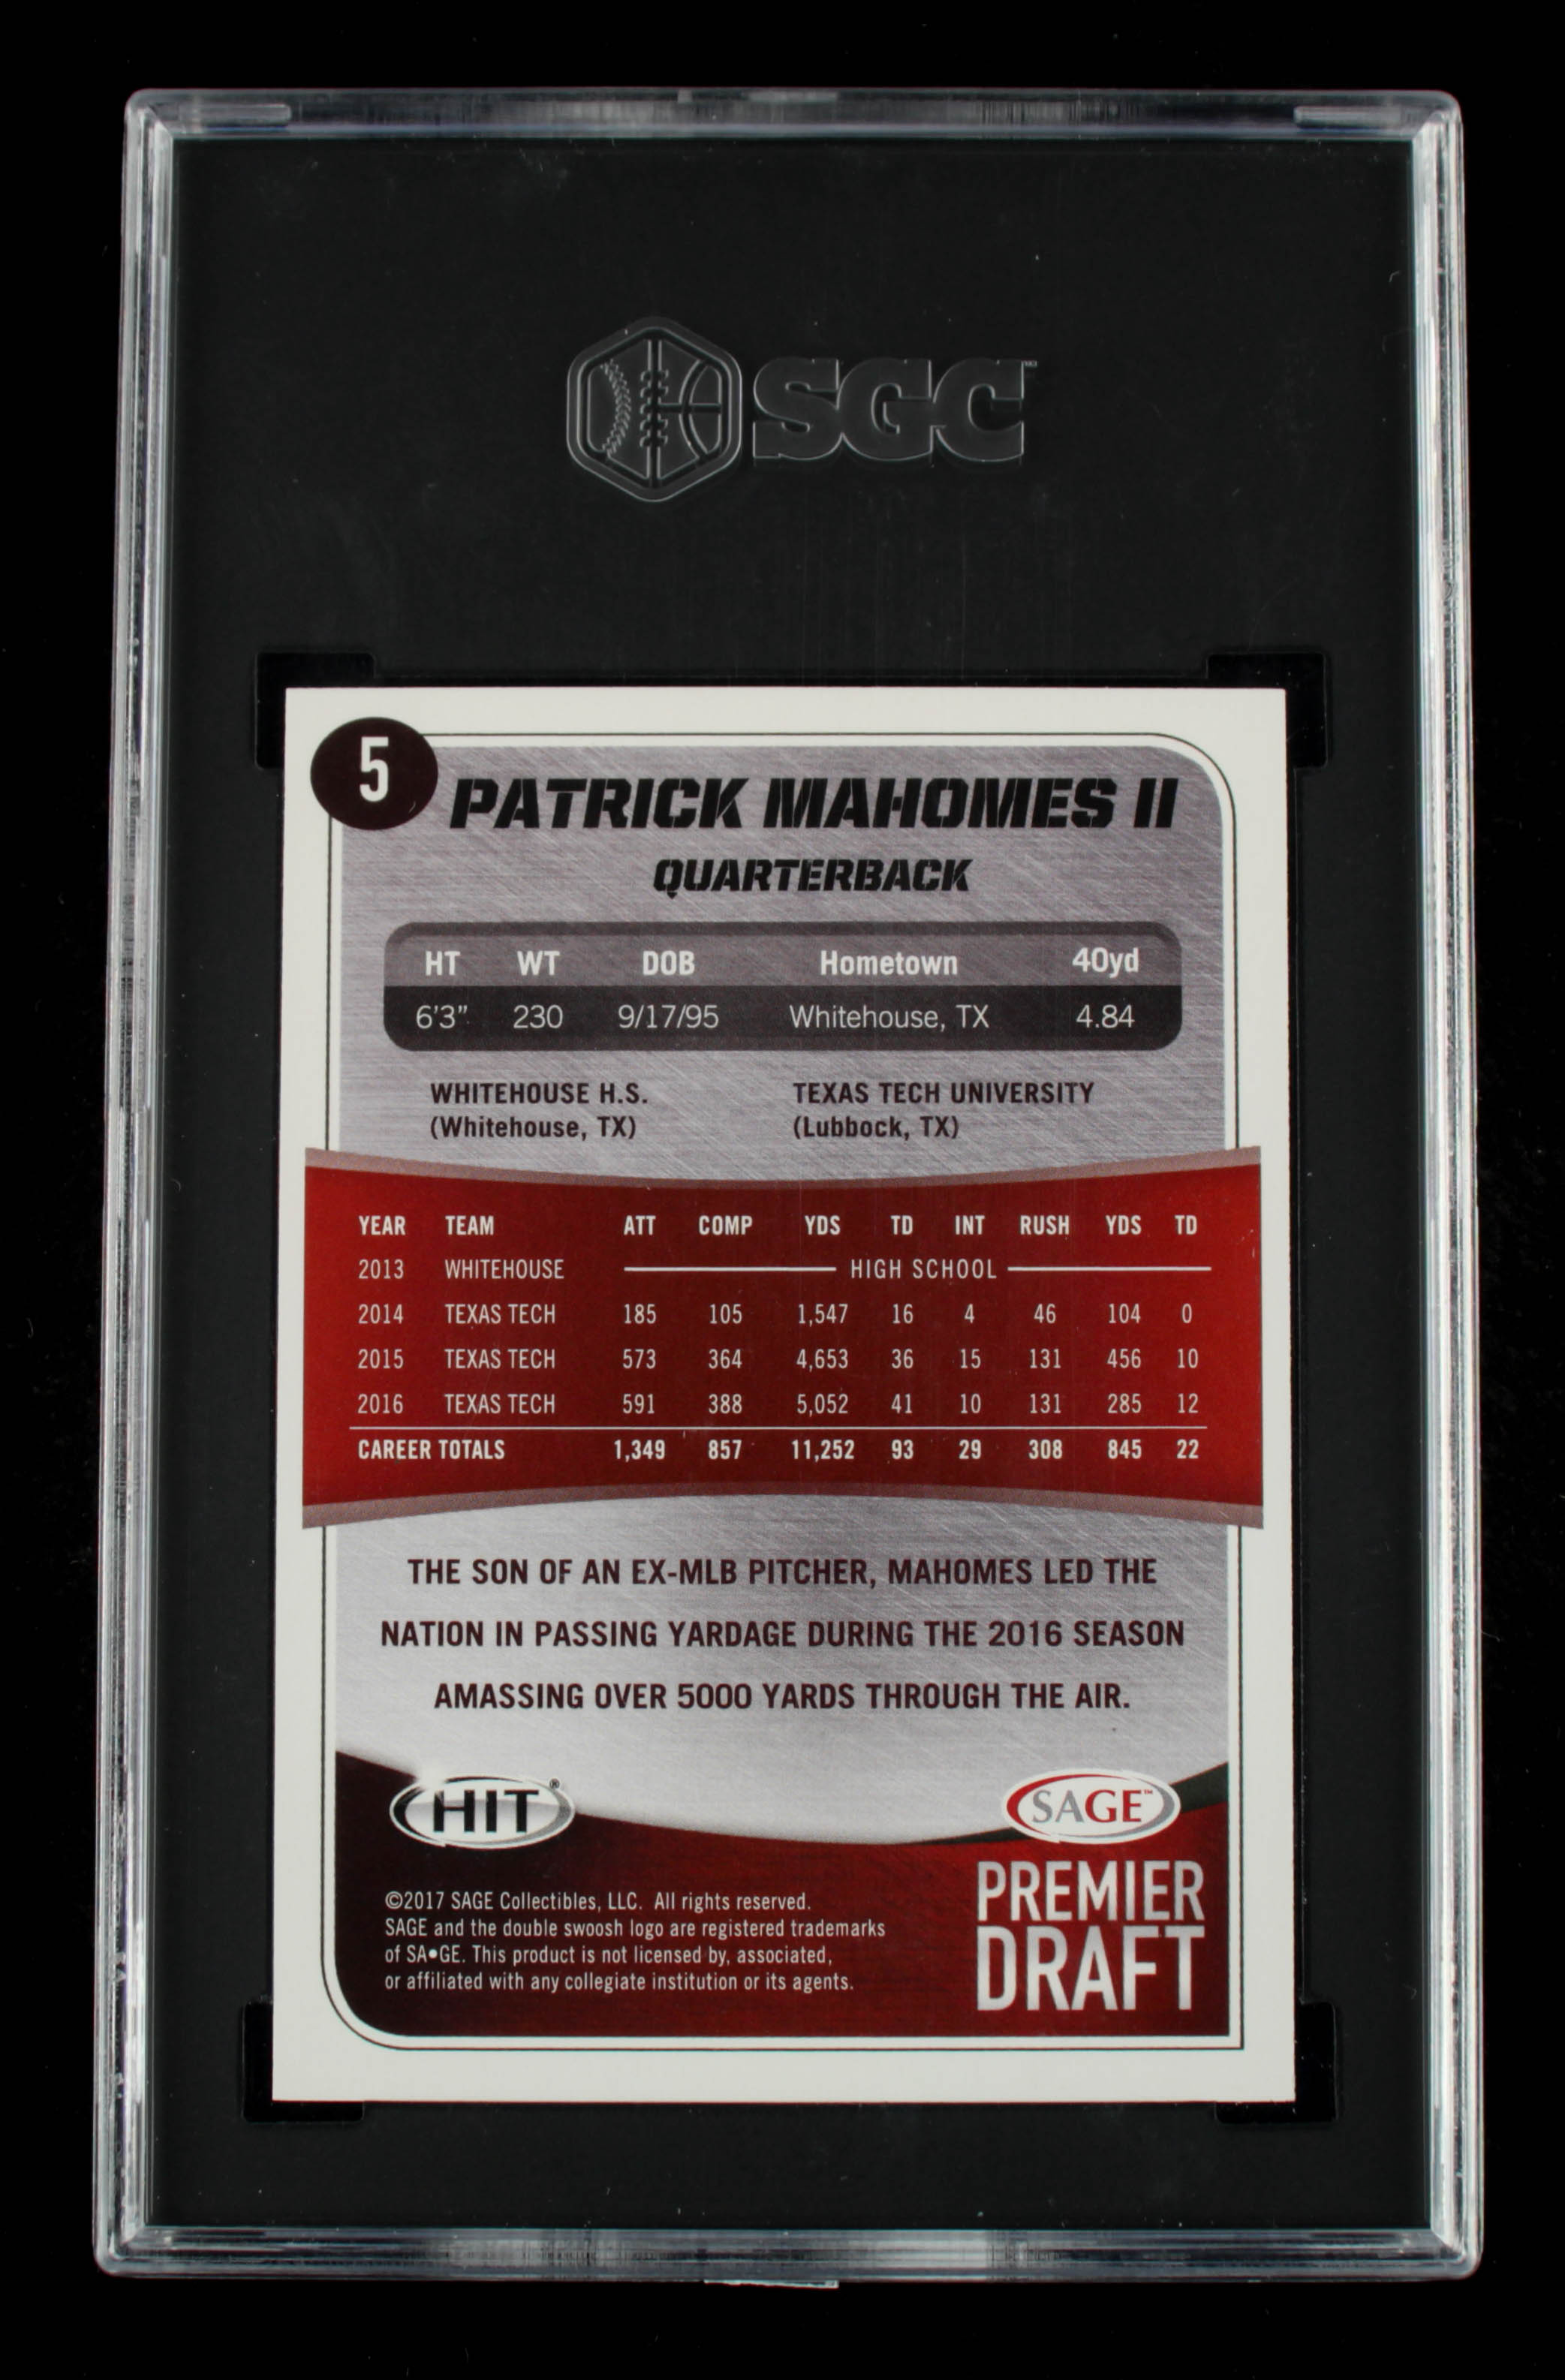 SGC™
5
PATRICK MAHOMES II
QUARTERBACK
HT WT DOB Hometown 40yd
6'3" 230 9/17/95 Whitehouse, TX 4.84
WHITEHOUSE H.S. TEXAS TECH UNIVERSITY
(Whitehouse, TX) (Lubbock, TX)
YEAR TEAM ATT COMP YDS TD INT RUSH YDS TD
2013 WHITEHOUSE HIGH SCHOOL
2014 TEXAS TECH 185 105 1,547 16 4 46 104 0
2015 TEXAS TECH 573 364 4,653 36 15 131 456 10
2016 TEXAS TECH 591 388 5,052 41 10 131 285 12
CAREER TOTALS 1,349 857 11,252 93 29 308 845 22
THE SON OF AN EX-MLB PITCHER, MAHOMES LED THE
NATION IN PASSING YARDAGE DURING THE 2016 SEASON
AMASSING OVER 5000 YARDS THROUGH THE AIR.
HIT®
SAGE™
PREMIER
DRAFT
©2017 SAGE Collectibles, LLC. All rights reserved.
SAGE and the double swoosh logo are registered trademarks
of SA•GE. This product is not licensed by, associated,
or affiliated with any collegiate institution or its agents.